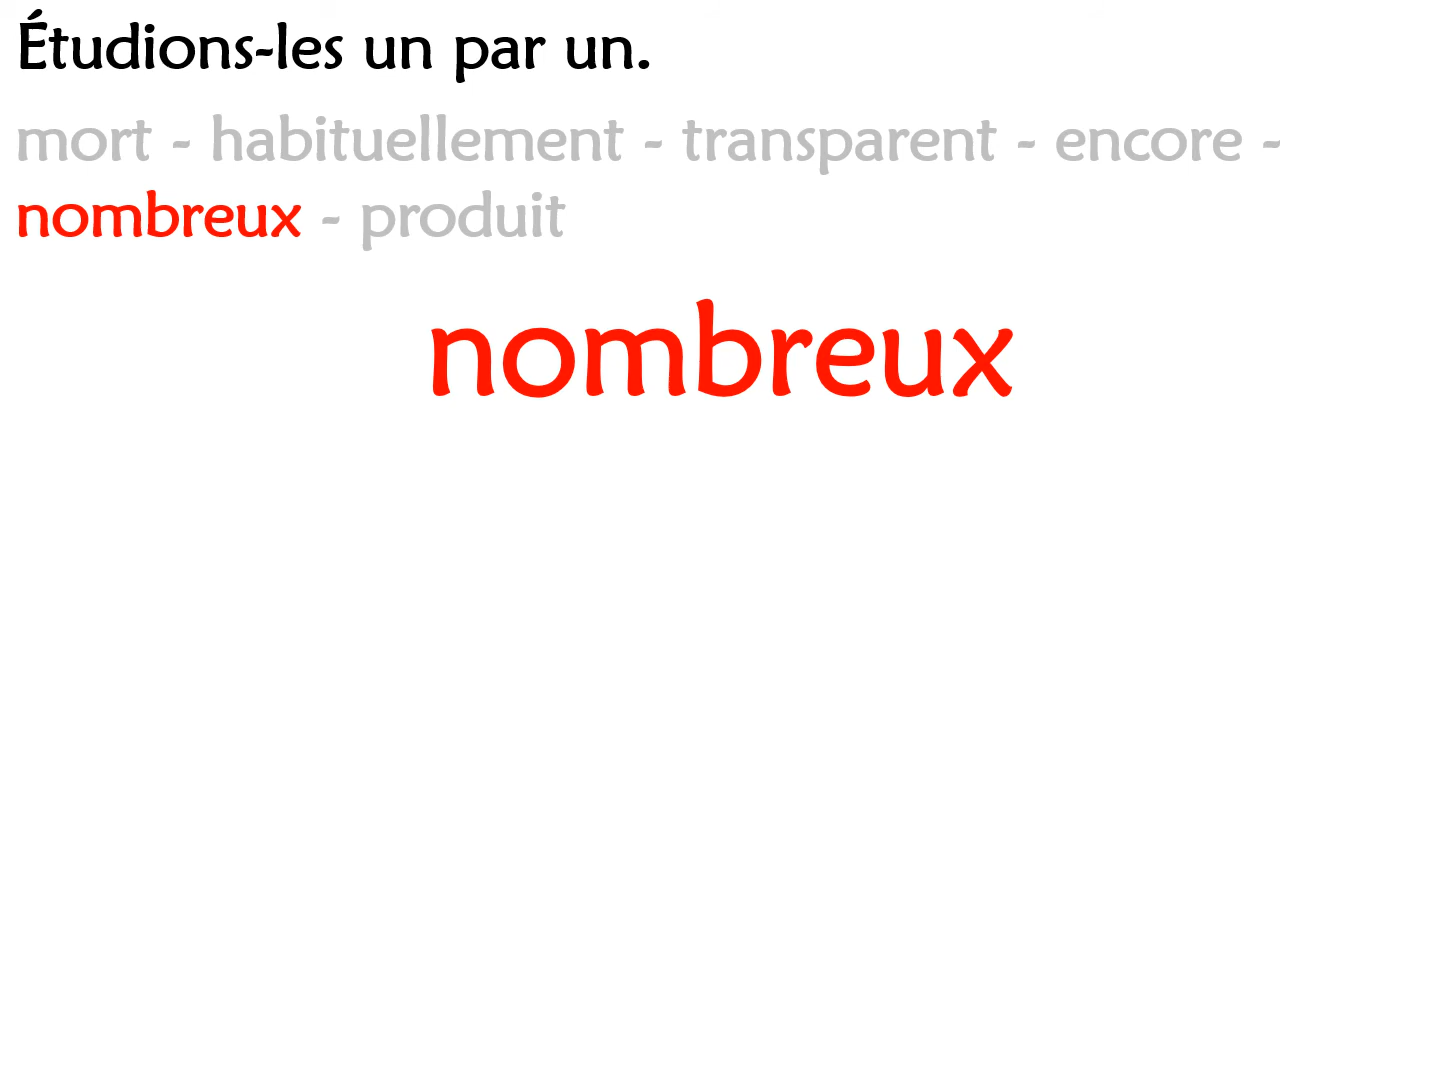 Étudions-les un par un.
mort - habituellement - transparent - encore -
nombreux - produit
nombreux